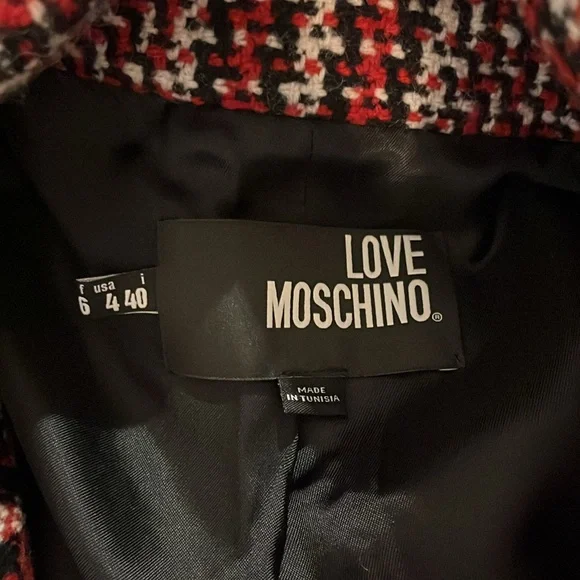 LOVE
MOSCHINO®
f usa i
6 4 40
MADE
IN TUNISIA